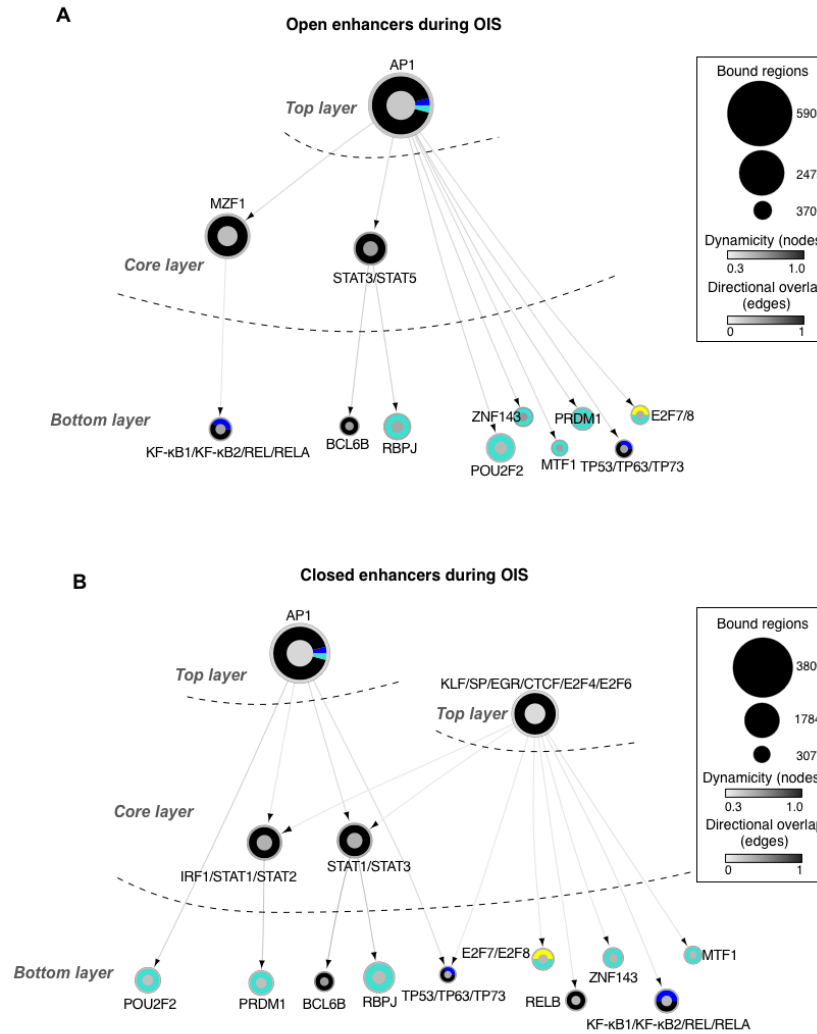 A
Open enhancers during OIS
AP1
Top layer
MZF1
Core layer
STAT3/STAT5
Bottom layer
KF-κB1/KF-κB2/REL/RELA
BCL6B
RBPJ
ZNF143
POU2F2
MTF1
PRDM1
TP53/TP63/TP73
E2F7/8
Bound regions
590
247
370
Dynamicity (nodes
0.3 1.0
Directional overlap
(edges)
0 1
B
Closed enhancers during OIS
AP1
Top layer
KLF/SP/EGR/CTCF/E2F4/E2F6
Top layer
Core layer
IRF1/STAT1/STAT2
STAT1/STAT3
Bottom layer
POU2F2
PRDM1
BCL6B
RBPJ
TP53/TP63/TP73
E2F7/E2F8
RELB
ZNF143
KF-κB1/KF-κB2/REL/RELA
MTF1
Bound regions
380
1784
307
Dynamicity (nodes
0.3 1.0
Directional overlap
(edges)
0 1